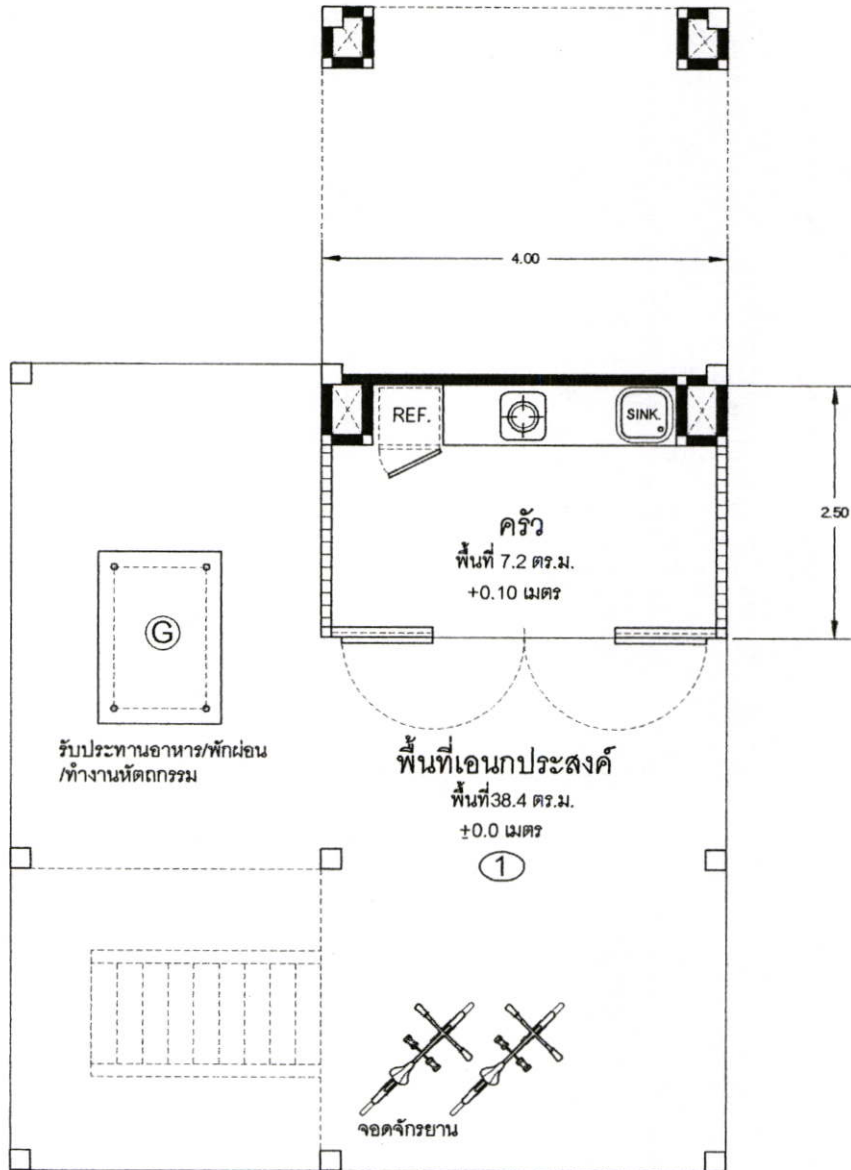 4.00
REF.
SINK.
2.50
ครัว
พื้นที่ 7.2 ตร.ม.
+0.10 เมตร
G
รับประทานอาหาร/พักผ่อน
/ทำงานหัตถกรรม
พื้นที่เอนกประสงค์
พื้นที่38.4 ตร.ม.
±0.0 เมตร
1
จอดจักรยาน